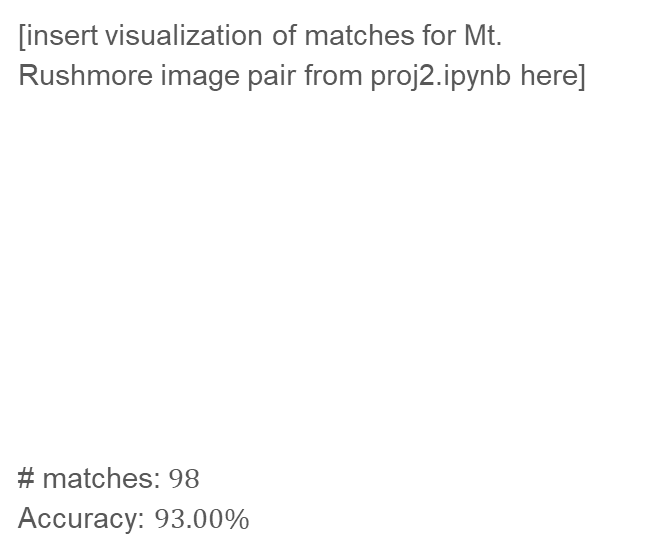 [insert visualization of matches for Mt.
Rushmore image pair from proj2.ipynb here]
# matches: 98
Accuracy: 93.00%